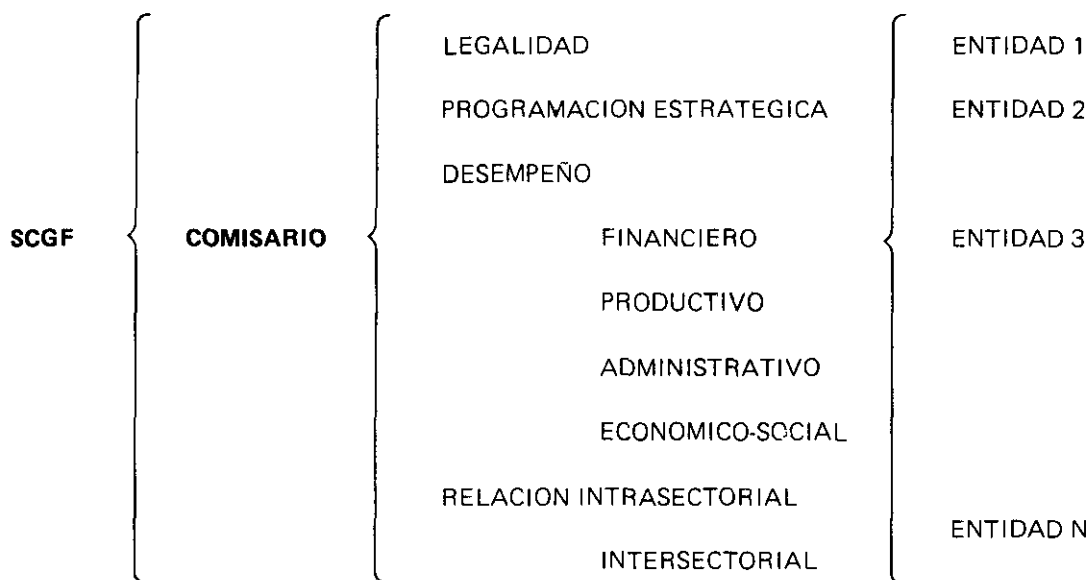 LEGALIDAD ENTIDAD 1
PROGRAMACION ESTRATEGICA ENTIDAD 2
DESEMPEÑO
SCGF COMISARIO FINANCIERO ENTIDAD 3
PRODUCTIVO
ADMINISTRATIVO
ECONOMICO-SOCIAL
RELACION INTRASECTORIAL
ENTIDAD N
INTERSECTORIAL